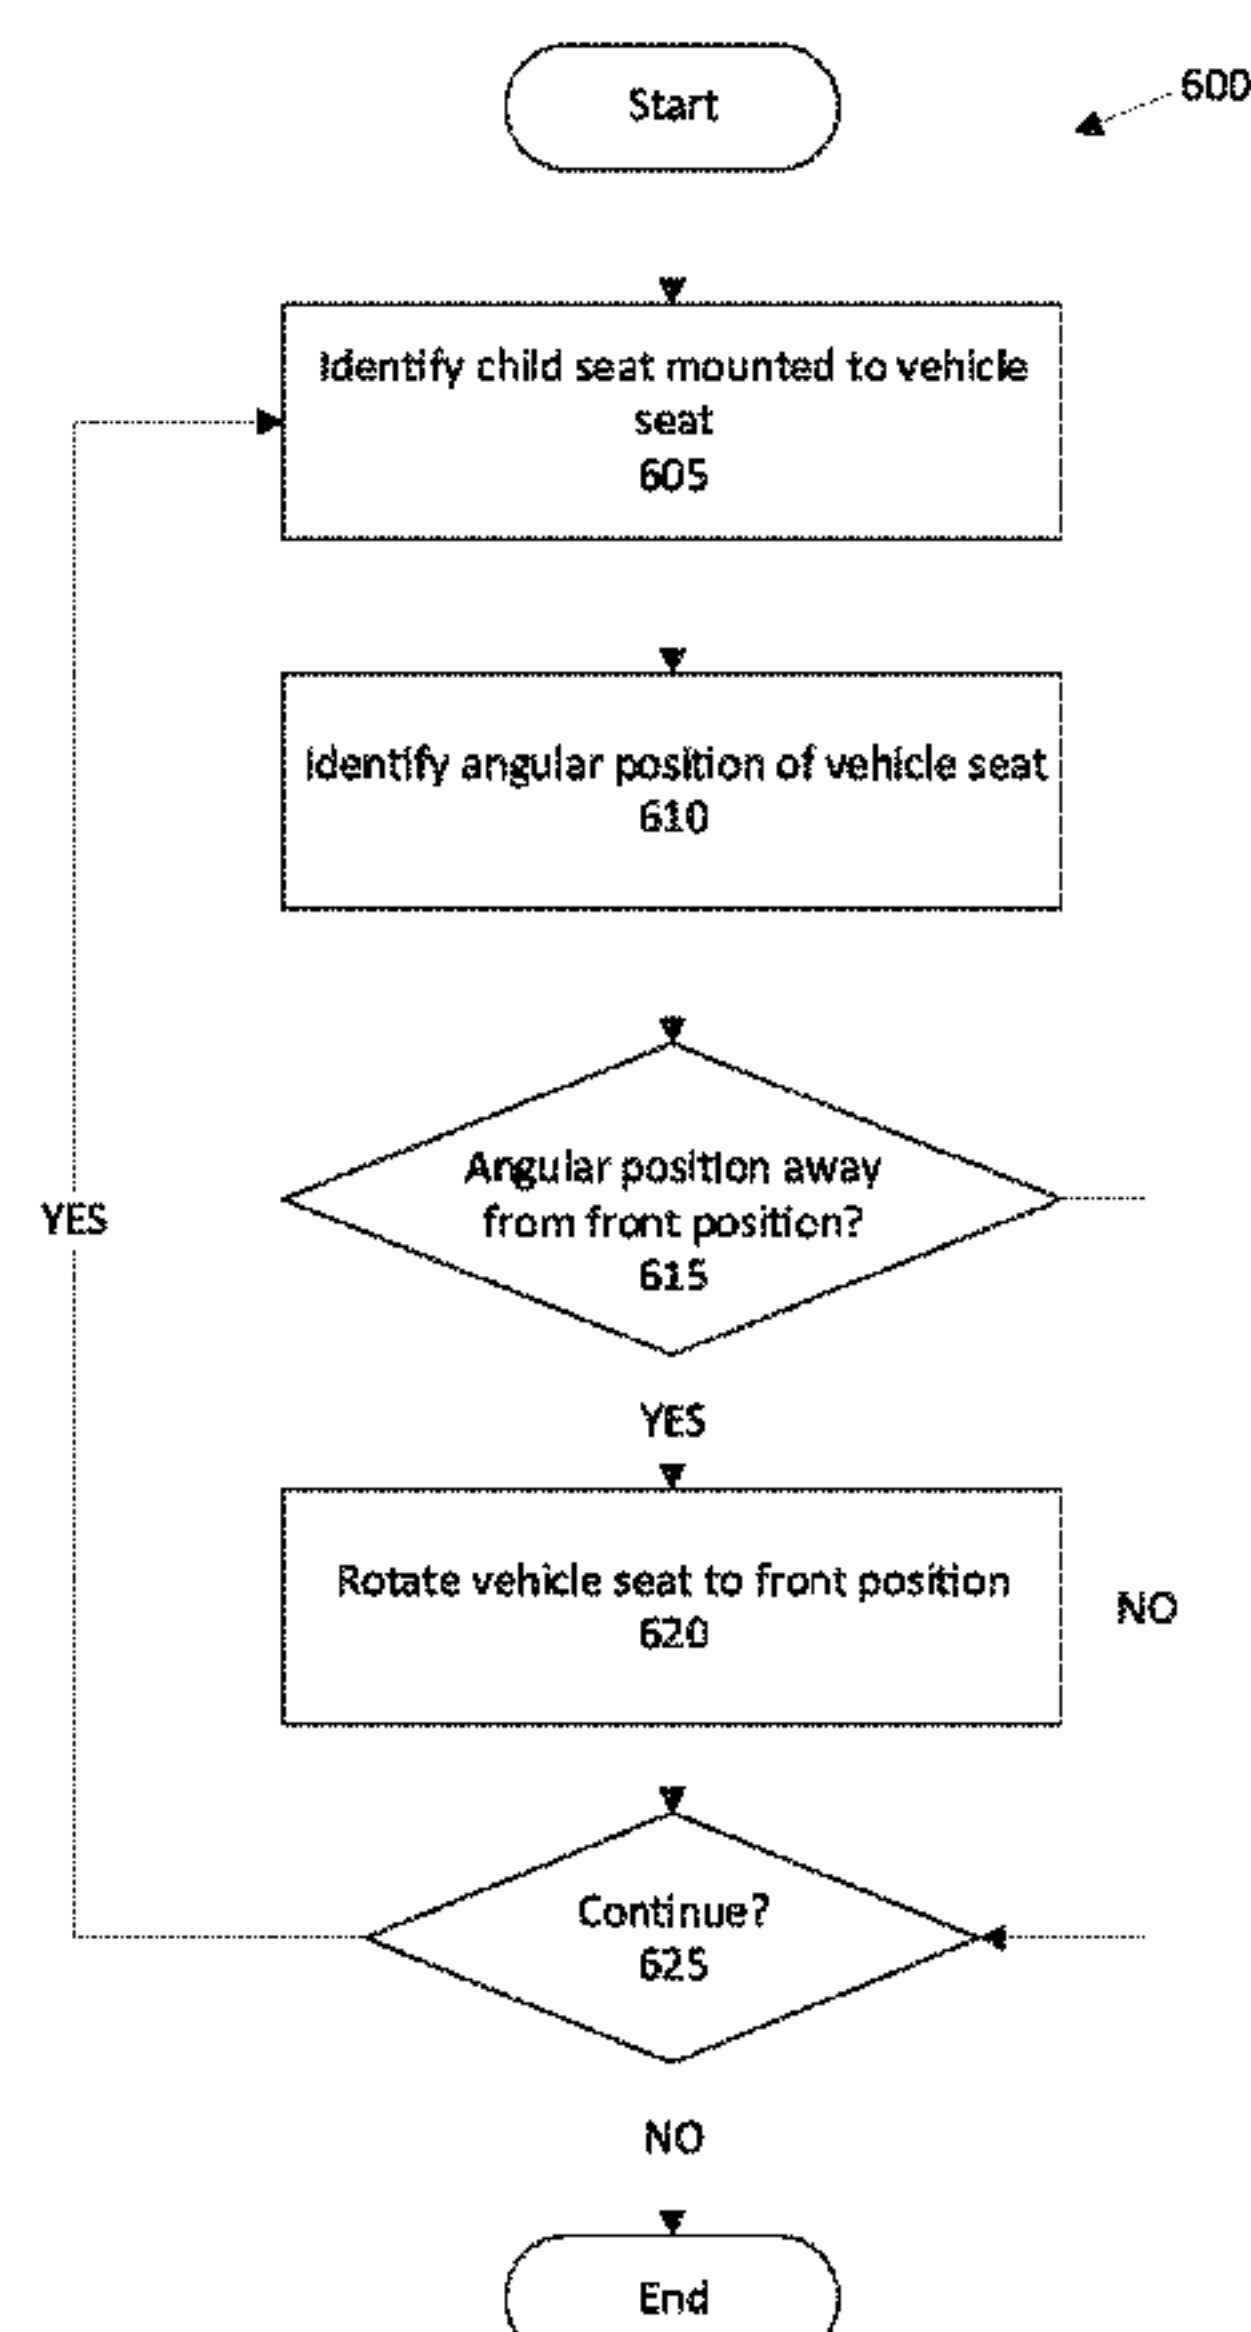 Start
600
Identify child seat mounted to vehicle
seat
605
Identify angular position of vehicle seat
610
Angular position away
from front position?
615
YES
YES
Rotate vehicle seat to front position
620
NO
Continue?
625
NO
End